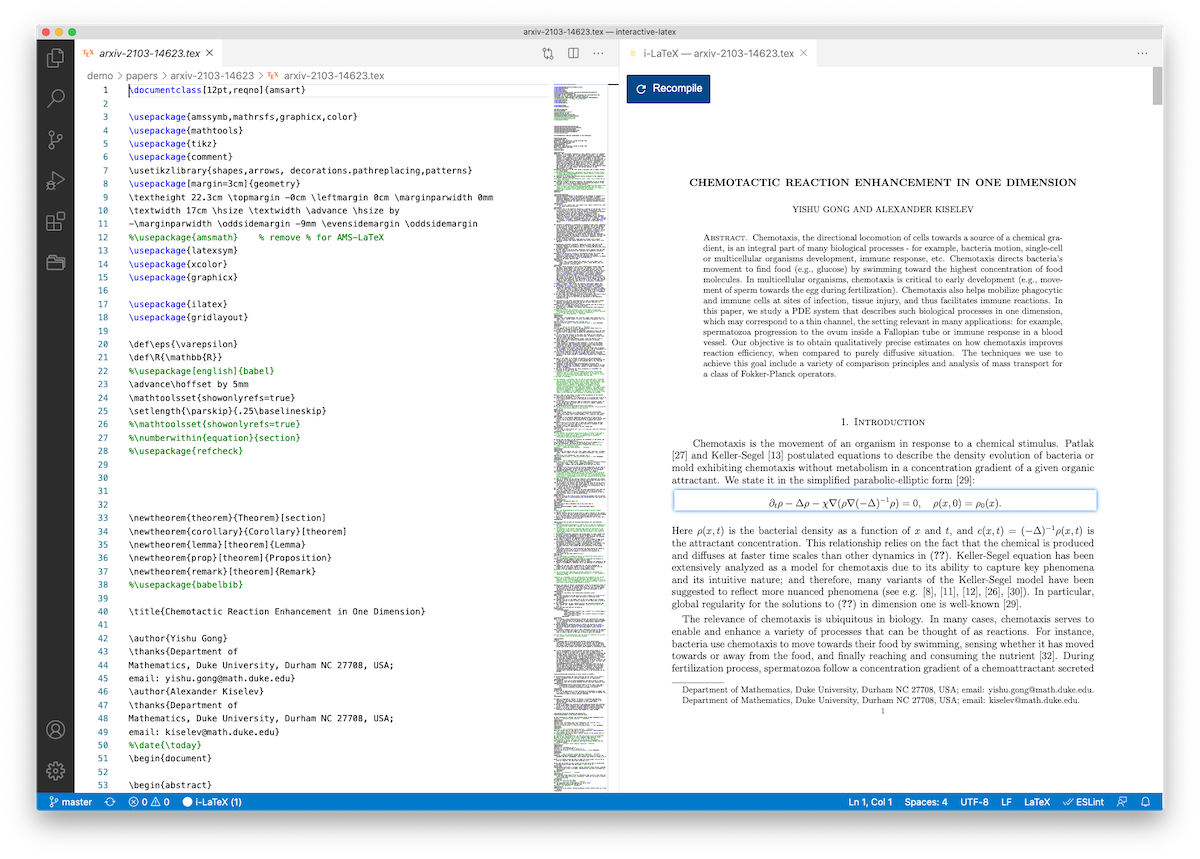 arxiv-2103-14623.tex — interactive-latex
TEX arxiv-2103-14623.tex ×
demo > papers > arxiv-2103-14623 > TEX arxiv-2103-14623.tex
1 \documentclass[12pt,reqno]{amsart}
2
3 \usepackage{amssymb,mathrsfs,graphicx,color}
4 \usepackage{mathtools}
5 \usepackage{tikz}
6 \usepackage{comment}
7 \usetikzlibrary{shapes,arrows, decorations.pathreplacing,patterns}
8 \usepackage[margin=3cm]{geometry}
9 \textheight 22.3cm \topmargin -0cm \leftmargin 0cm \marginparwidth 0mm
10 \textwidth 17cm \hsize \textwidth \advance \hsize by
11 -\marginparwidth \oddsidemargin -9mm \evensidemargin \oddsidemargin
12 %\usepackage{amsmath} % remove % for AMS-LaTeX
13 \usepackage{latexsym}
14 \usepackage{xcolor}
15 \usepackage{graphicx}
16
17 \usepackage{ilatex}
18 \usepackage{gridlayout}
19
20 \def\eps{\varepsilon}
21 \def\R{\mathbb{R}}
22 %\usepackage[english]{babel}
23 \advance\hoffset by 5mm
24 \mathtoolsset{showonlyrefs=true}
25 \setlength{\parskip}{.25\baselineskip}
26 %\mathtoolsset{showonlyrefs=true}
27 %\numberwithin{equation}{section}
28 %\usepackage{refcheck}
29
30
31
32
33 \newtheorem{theorem}{Theorem}[section]
34 \newtheorem{corollary}{Corollary}[theorem]
35 \newtheorem{lemma}[theorem]{Lemma}
36 \newtheorem{prop}[theorem]{Proposition}
37 \newtheorem{remark}[theorem]{Remark}
38 %\usepackage{babelbib}
39
40 \title{Chemotactic Reaction Enhancement in One Dimension}
41
42 \author{Yishu Gong}
43 \thanks{Department of
44 Mathematics, Duke University, Durham NC 27708, USA;
45 email: yishu.gong@math.duke.edu}
46 \author{Alexander Kiselev}
47 \thanks{Department of
48 Mathematics, Duke University, Durham NC 27708, USA;
49 email: kiselev@math.duke.edu}
50 %\date{\today}
51 \begin{document}
52
53 \begin{abstract}
i-LaTeX — arxiv-2103-14623.tex ×
Recompile
CHEMOTACTIC REACTION ENHANCEMENT IN ONE DIMENSION
YISHU GONG AND ALEXANDER KISELEV
ABSTRACT. Chemotaxis, the directional locomotion of cells towards a source of a chemical gra-
dient, is an integral part of many biological processes - for example, bacteria motion, single-cell
or multicellular organisms development, immune response, etc. Chemotaxis directs bacteria's
movement to find food (e.g., glucose) by swimming toward the highest concentration of food
molecules. In multicellular organisms, chemotaxis is critical to early development (e.g., move-
ment of sperm towards the egg during fertilization). Chemotaxis also helps mobilize phagocytic
and immune cells at sites of infection, tissue injury, and thus facilitates immune reactions. In
this paper, we study a PDE system that describes such biological processes in one dimension,
which may correspond to a thin channel, the setting relevant in many applications: for example,
spermatozoa progression to the ovum inside a Fallopian tube or immune response in a blood
vessel. Our objective is to obtain qualitatively precise estimates on how chemotaxis improves
reaction efficiency, when compared to purely diffusive situation. The techniques we use to
achieve this goal include a variety of comparison principles and analysis of mass transport for
a class of Fokker-Planck operators.
1. INTRODUCTION
Chemotaxis is the movement of an organism in response to a chemical stimulus. Patlak
[27] and Keller-Segel [13] postulated equations to describe the density evolution of bacteria or
mold exhibiting chemotaxis without metabolism in a concentration gradient of a given organic
attractant. We state it in the simplified parabolic-elliptic form [29]:
∂ₜρ − Δρ − χ∇(ρ∇(−Δ)⁻¹ρ) = 0, ρ(x, 0) = ρ₀(x).
Here ρ(x, t) is the bacterial density as a function of x and t, and c(x, t) = (−Δ)⁻¹ρ(x, t) is
the attractant concentration. This relationship relies on the fact that the chemical is produced
and diffuses at faster time scales than other dynamics in (??). Keller-Segel equation has been
extensively analyzed as a model for chemotaxis due to its ability to capture key phenomena
and its intuitive nature; and therefore, many variants of the Keller-Segel model have been
suggested to reflect more nuanced phenomena (see e.g. [8], [11], [12], [26], [30]). In particular,
global regularity for the solutions to (??) in dimension one is well-known [29].
The relevance of chemotaxis is ubiquitous in biology. In many cases, chemotaxis serves to
enable and enhance a variety of processes that can be thought of as reactions. For instance,
bacteria use chemotaxis to move towards their food by swimming, sensing whether it has moved
towards or away from the food, and finally reaching and consuming the nutrient [32]. During
fertilization process, spermatozoa follow a concentration gradient of a chemoattractant secreted
Department of Mathematics, Duke University, Durham NC 27708, USA; email: yishu.gong@math.duke.edu.
Department of Mathematics, Duke University, Durham NC 27708, USA; email: kiselev@math.duke.edu.
1
master 0 0 i-LaTeX (1) Ln 1, Col 1 Spaces: 4 UTF-8 LF LaTeX ESLint